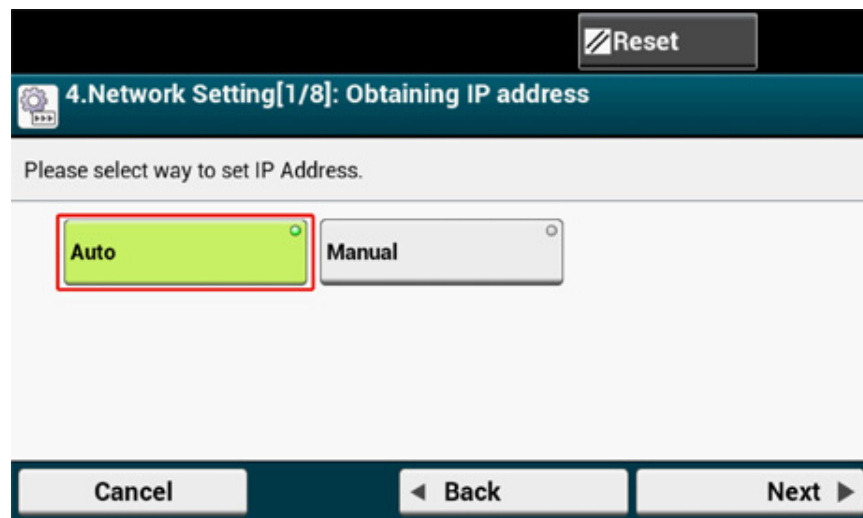 Reset
4.Network Setting[1/8]: Obtaining IP address
Please select way to set IP Address.
Auto
Manual
Cancel
Back
Next